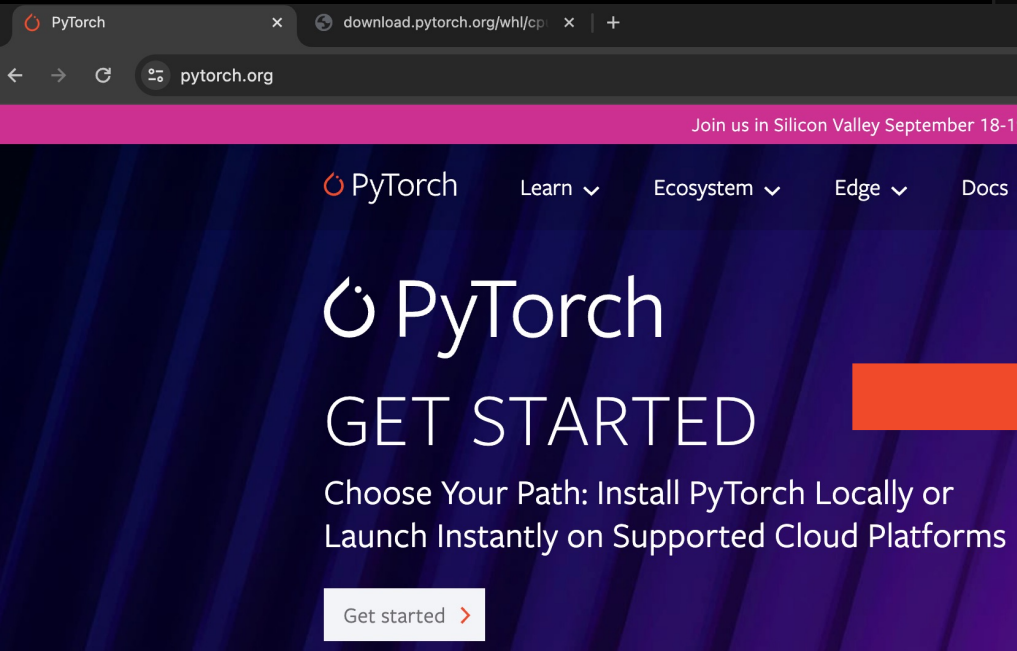 PyTorch
download.pytorch.org/whl/cp
pytorch.org
Join us in Silicon Valley September 18-1
PyTorch Learn Ecosystem Edge Docs
PyTorch
GET STARTED
Choose Your Path: Install PyTorch Locally or
Launch Instantly on Supported Cloud Platforms
Get started